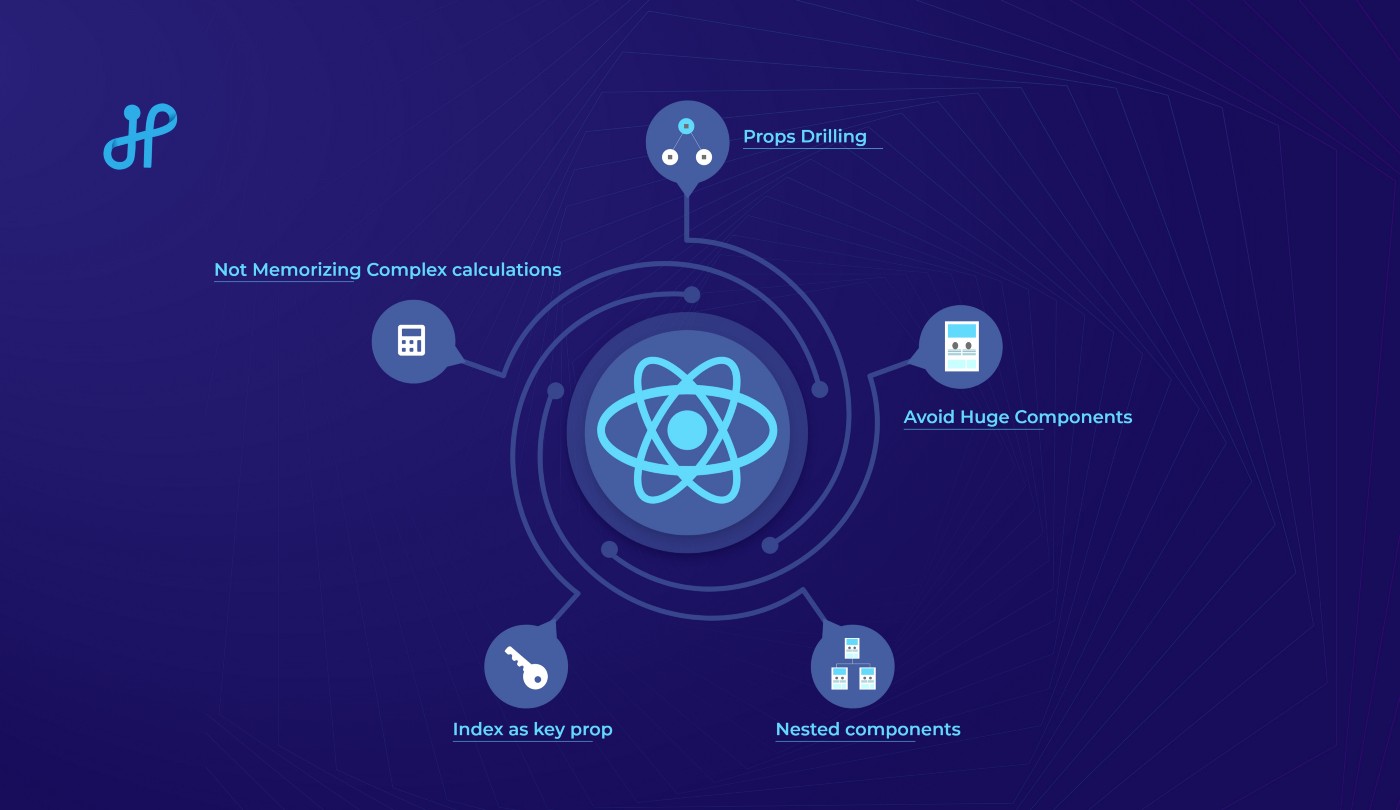 Props Drilling
Not Memorizing Complex calculations
Avoid Huge Components
Index as key prop
Nested components